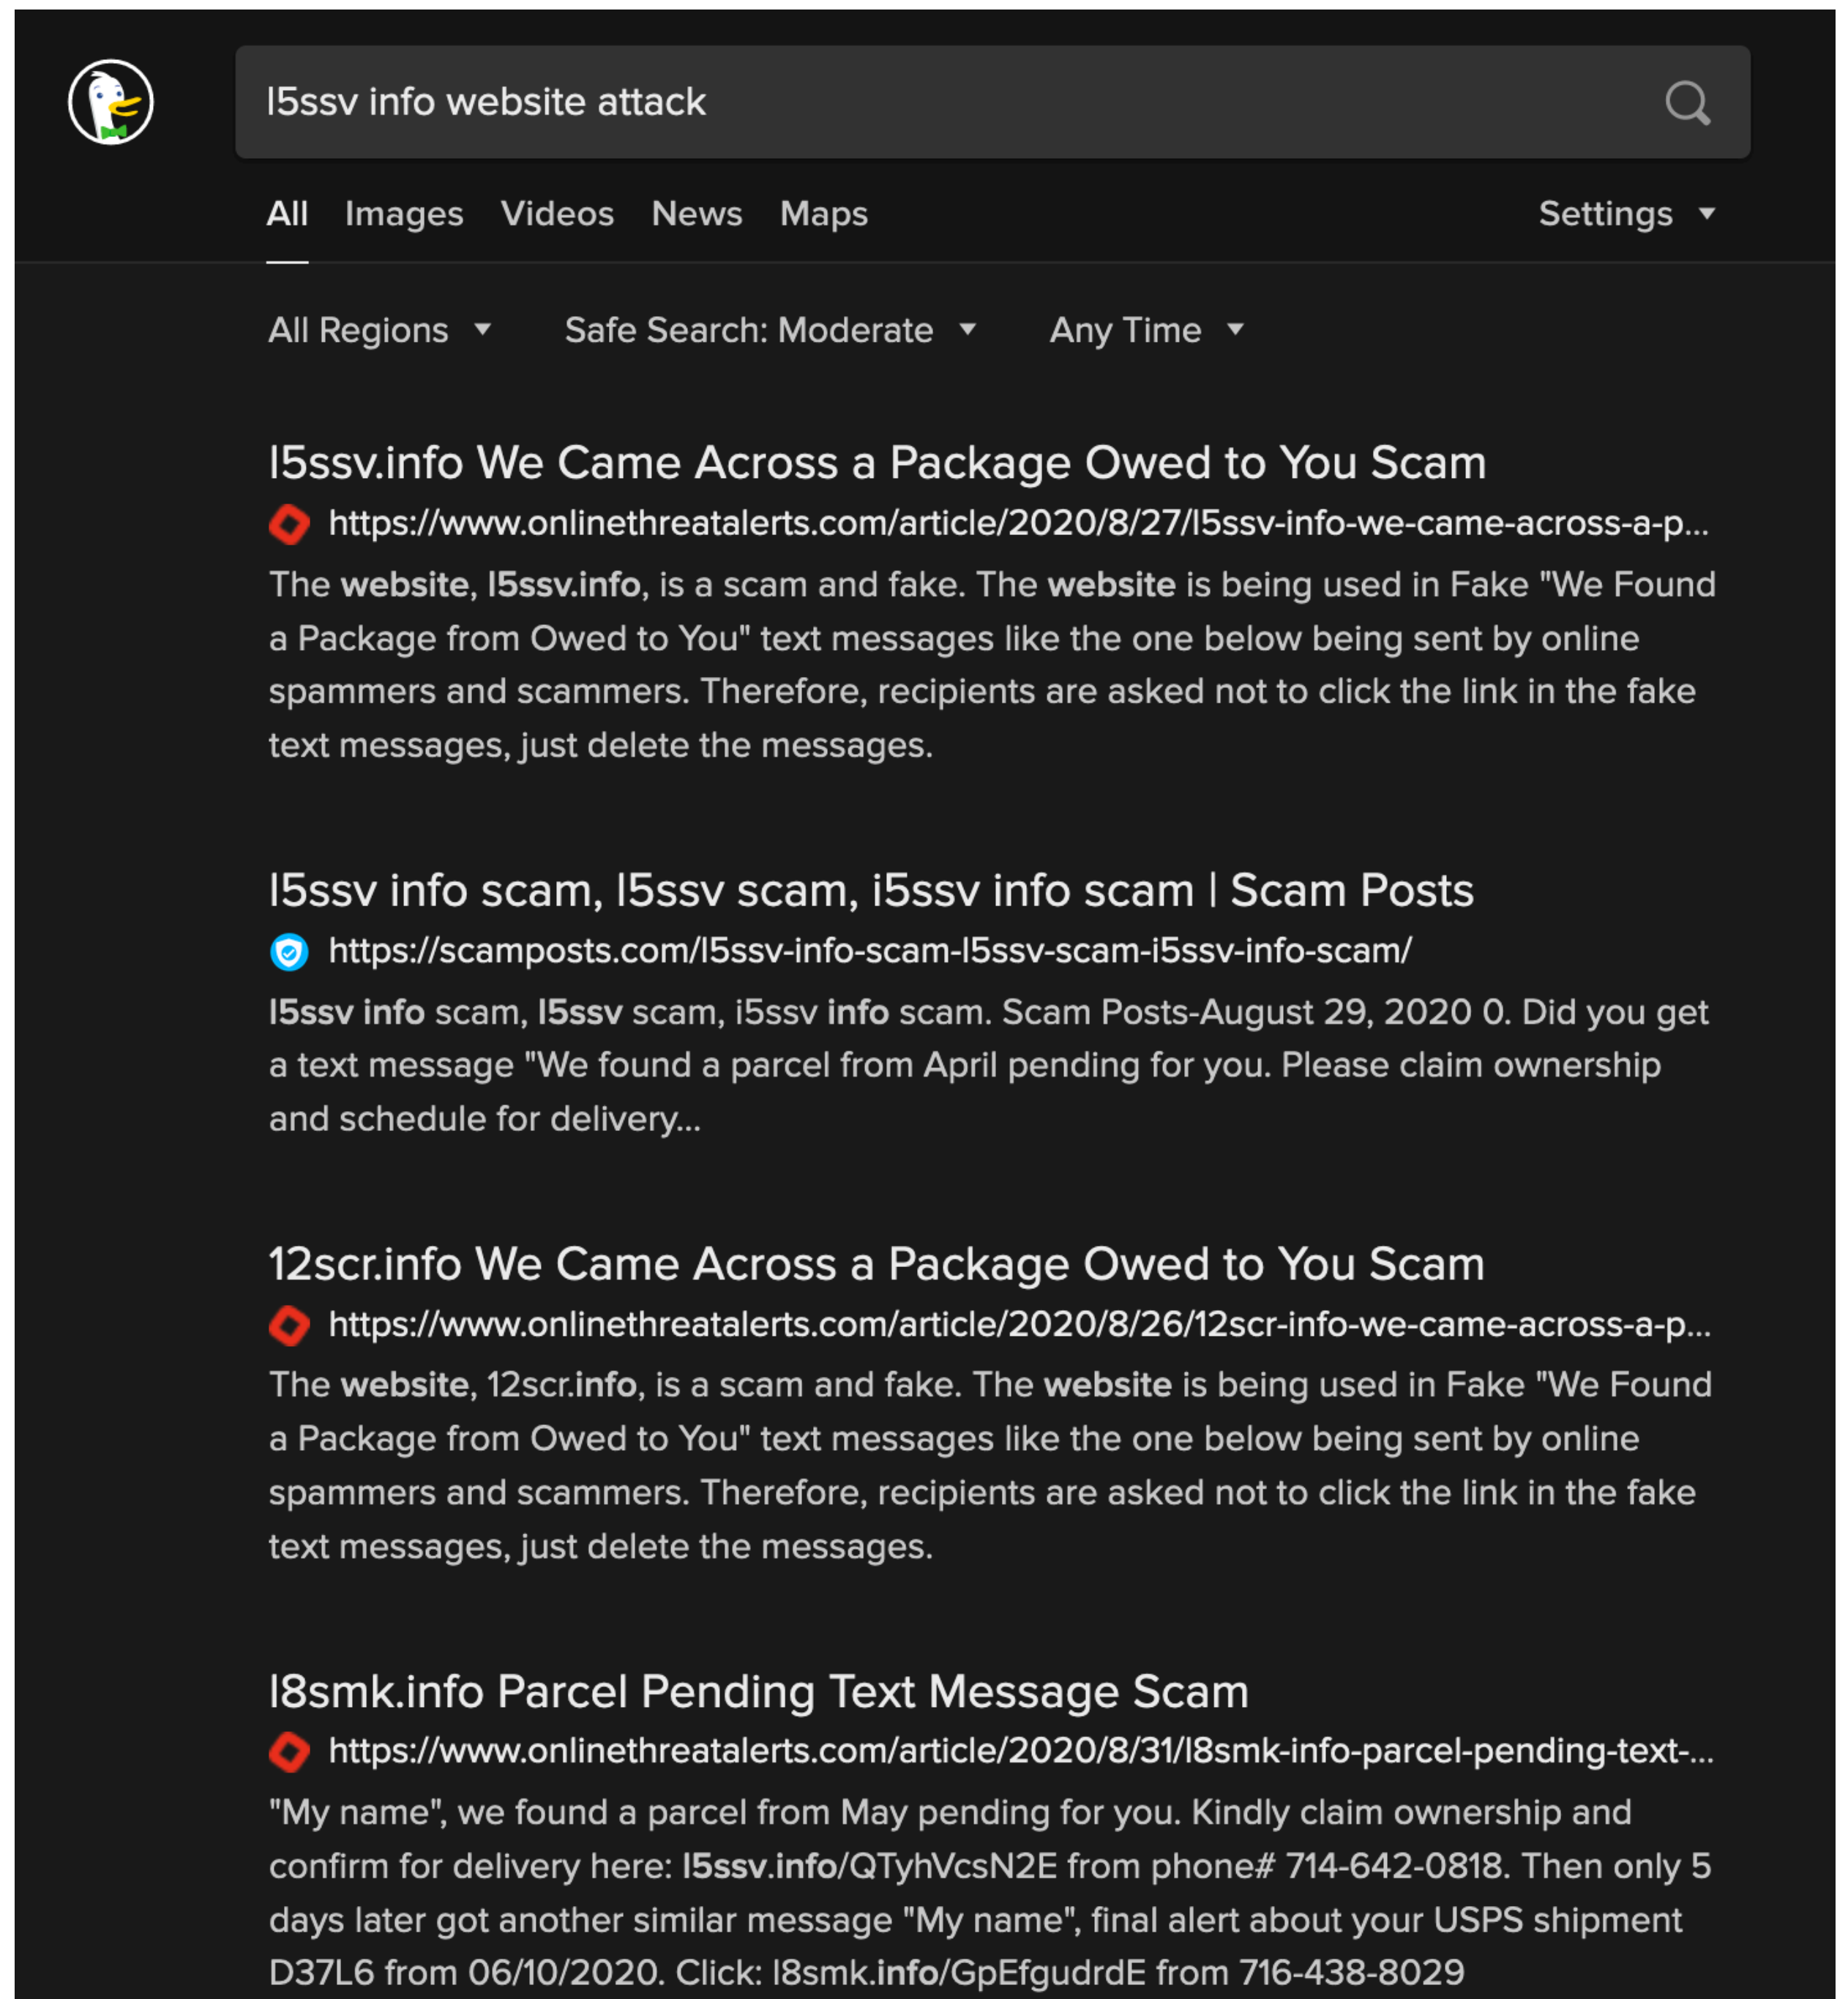 l5ssv info website attack
All Images Videos News Maps Settings
All Regions Safe Search: Moderate Any Time
l5ssv.info We Came Across a Package Owed to You Scam
https://www.onlinethreatalerts.com/article/2020/8/27/l5ssv-info-we-came-across-a-p...
The website, l5ssv.info, is a scam and fake. The website is being used in Fake "We Found
a Package from Owed to You" text messages like the one below being sent by online
spammers and scammers. Therefore, recipients are asked not to click the link in the fake
text messages, just delete the messages.
l5ssv info scam, l5ssv scam, i5ssv info scam | Scam Posts
https://scamposts.com/l5ssv-info-scam-l5ssv-scam-i5ssv-info-scam/
l5ssv info scam, l5ssv scam, i5ssv info scam. Scam Posts-August 29, 2020 0. Did you get
a text message "We found a parcel from April pending for you. Please claim ownership
and schedule for delivery...
12scr.info We Came Across a Package Owed to You Scam
https://www.onlinethreatalerts.com/article/2020/8/26/12scr-info-we-came-across-a-p...
The website, 12scr.info, is a scam and fake. The website is being used in Fake "We Found
a Package from Owed to You" text messages like the one below being sent by online
spammers and scammers. Therefore, recipients are asked not to click the link in the fake
text messages, just delete the messages.
l8smk.info Parcel Pending Text Message Scam
https://www.onlinethreatalerts.com/article/2020/8/31/l8smk-info-parcel-pending-text-...
"My name", we found a parcel from May pending for you. Kindly claim ownership and
confirm for delivery here: l5ssv.info/QTyhVcsN2E from phone# 714-642-0818. Then only 5
days later got another similar message "My name", final alert about your USPS shipment
D37L6 from 06/10/2020. Click: l8smk.info/GpEfgudrdE from 716-438-8029